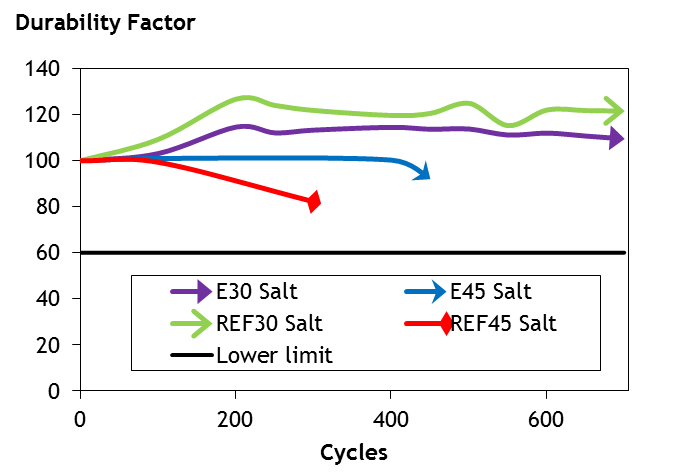 Durability Factor
140
120
100
80
60
40
20
0
E30 Salt
E45 Salt
REF30 Salt
REF45 Salt
Lower limit
0
200
400
600
Cycles